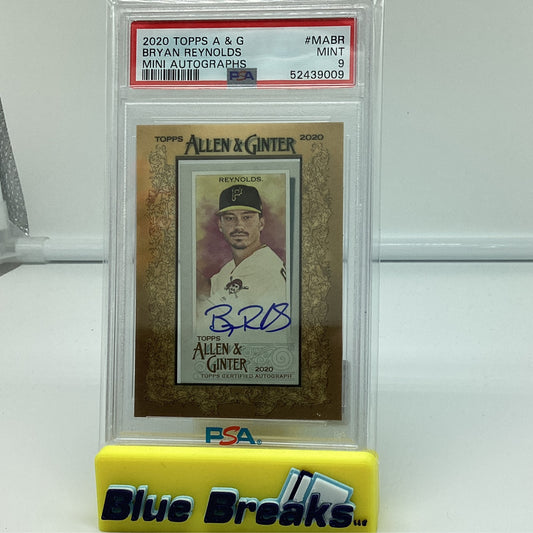 2020 TOPPS A & G #MABR
BRYAN REYNOLDS MINT
MINI AUTOGRAPHS PSA 9
52439009
TOPPS ALLEN & GINTER 2020
REYNOLDS
P
TOPPS
ALLEN &
GINTER 2020
TOPPS CERTIFIED AUTOGRAPH
PSA
Blue Breaks LLC